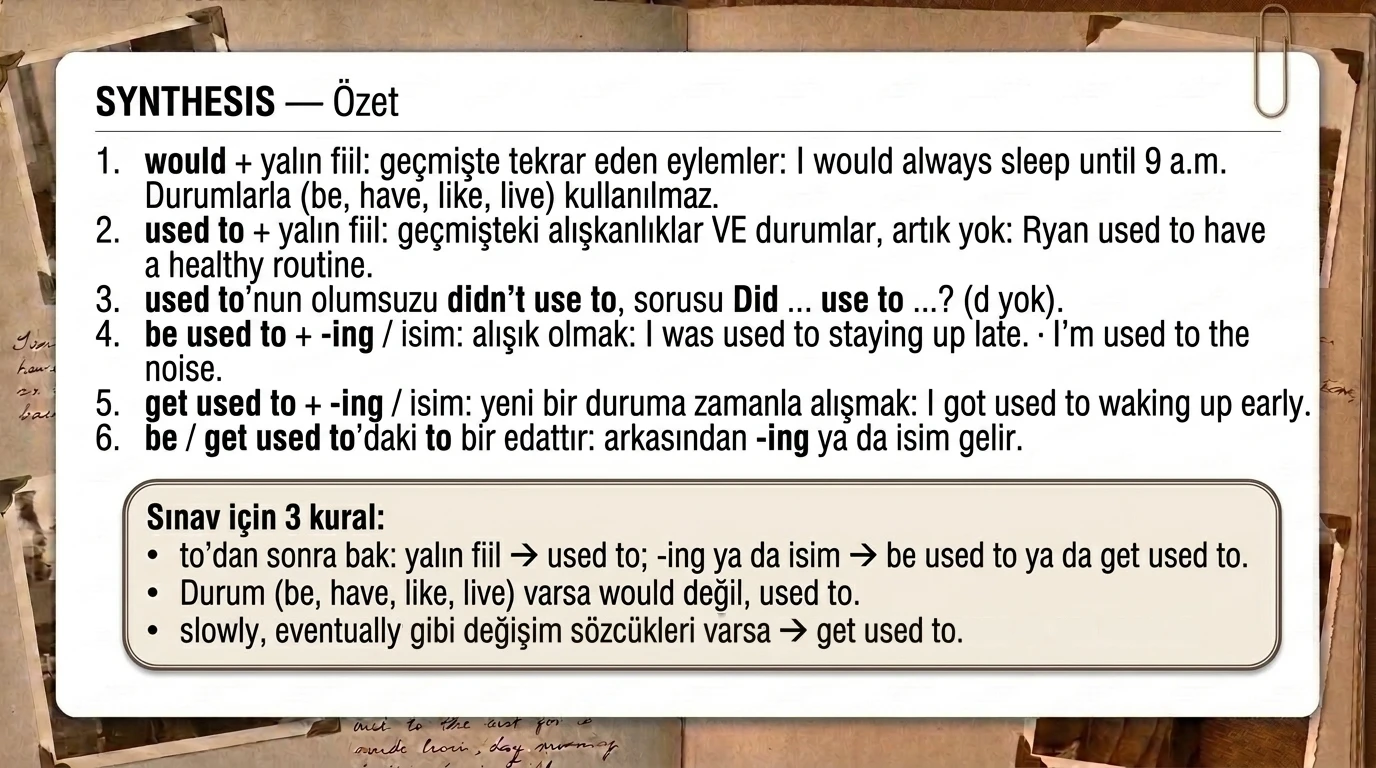 SYNTHESIS — Özet
1. would + yalın fiil: geçmişte tekrar eden eylemler: I would always sleep until 9 a.m.
Durumlarla (be, have, like, live) kullanılmaz.
2. used to + yalın fiil: geçmişteki alışkanlıklar VE durumlar, artık yok: Ryan used to have
a healthy routine.
3. used to’nun olumsuzu didn’t use to, sorusu Did ... use to ...? (d yok).
4. be used to + -ing / isim: alışık olmak: I was used to staying up late. · I’m used to the
noise.
5. get used to + -ing / isim: yeni bir duruma zamanla alışmak: I got used to waking up early.
6. be / get used to’daki to bir edattır: arkasından -ing ya da isim gelir.
Sınav için 3 kural:
• to’dan sonra bak: yalın fiil → used to; -ing ya da isim → be used to ya da get used to.
• Durum (be, have, like, live) varsa would değil, used to.
• slowly, eventually gibi değişim sözcükleri varsa → get used to.